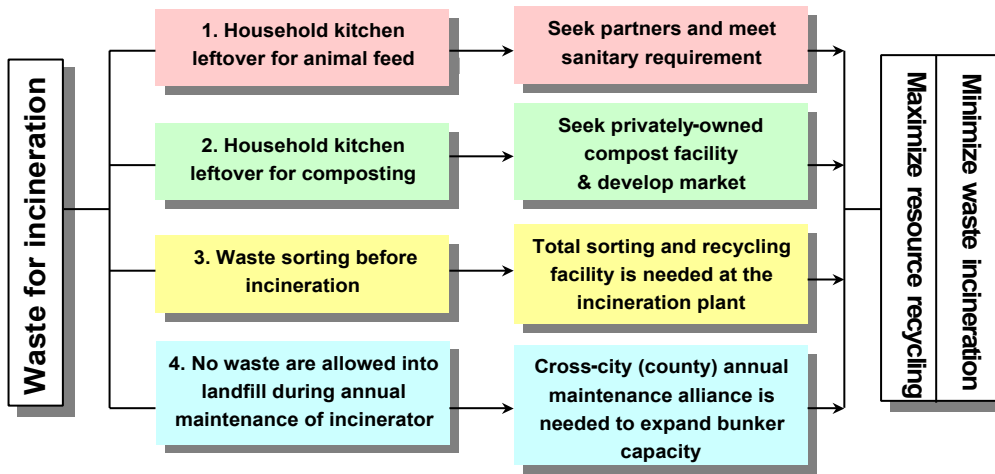 Waste for incineration
1. Household kitchen
leftover for animal feed
Seek partners and meet
sanitary requirement
2. Household kitchen
leftover for composting
Seek privately-owned
compost facility
& develop market
3. Waste sorting before
incineration
Total sorting and recycling
facility is needed at the
incineration plant
4. No waste are allowed into
landfill during annual
maintenance of incinerator
Cross-city (county) annual
maintenance alliance is
needed to expand bunker
capacity
Minimize waste incineration
Maximize resource recycling